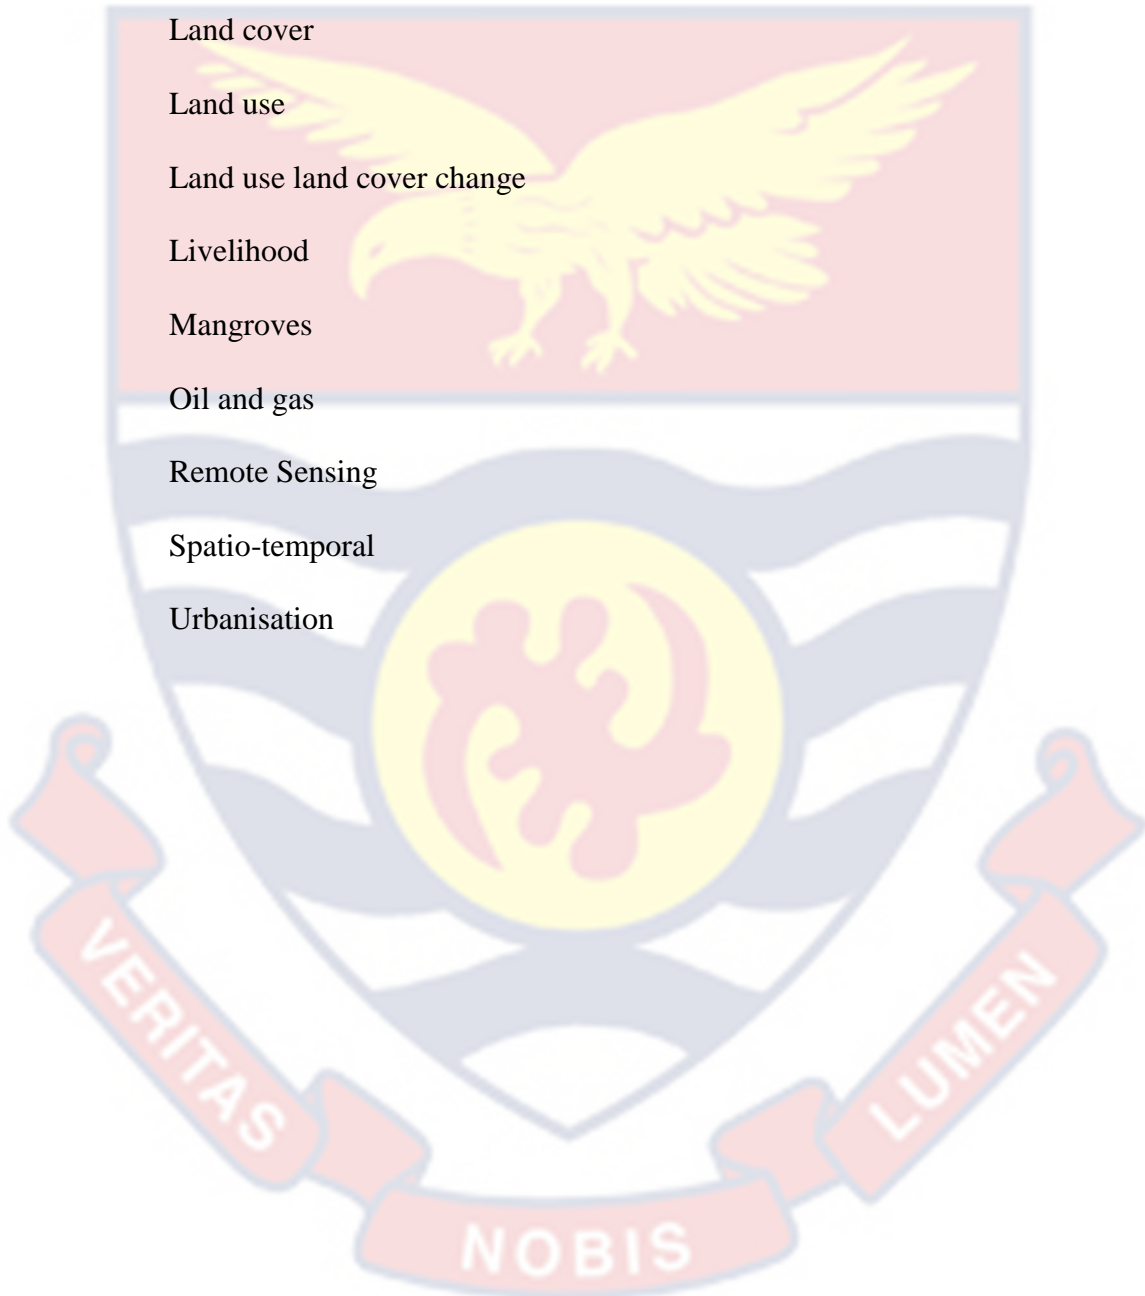 Land cover
Land use
Land use land cover change
Livelihood
Mangroves
Oil and gas
Remote Sensing
Spatio-temporal
Urbanisation
VERITAS
NOBIS
LUMEN